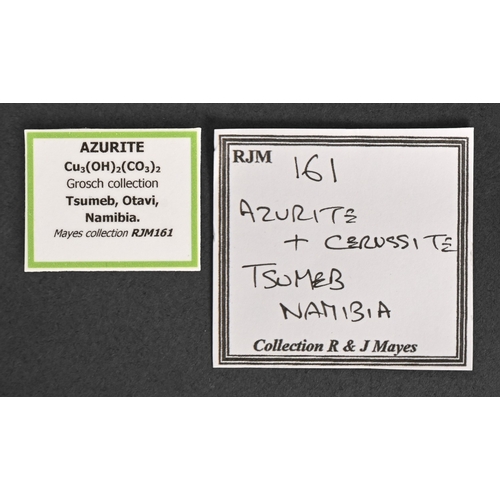 AZURITE
Cu₃(OH)₂(CO₃)₂
Grosch collection
Tsumeb, Otavi,
Namibia.
Mayes collection RJM161
RJM 161
AZURITE
+ CERUSSITE
TSUMEB
NAMIBIA
Collection R & J Mayes